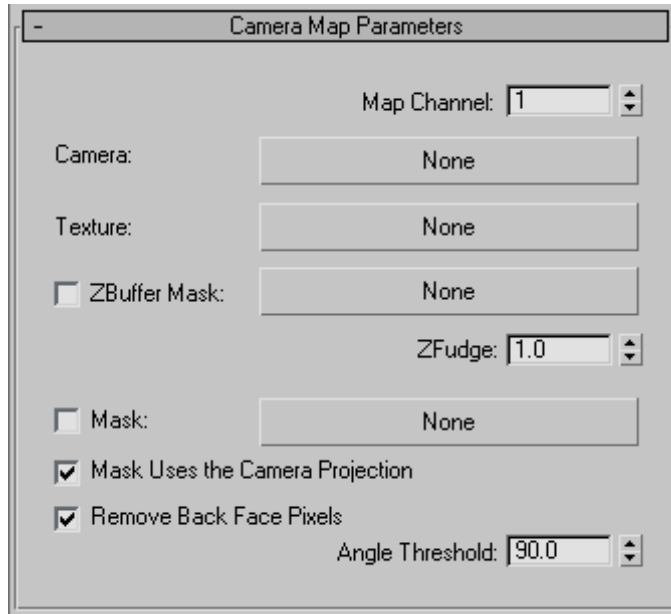 - Camera Map Parameters
Map Channel: 1
Camera: None
Texture: None
ZBuffer Mask: None
ZFudge: 1.0
Mask: None
Mask Uses the Camera Projection
Remove Back Face Pixels
Angle Threshold: 90.0